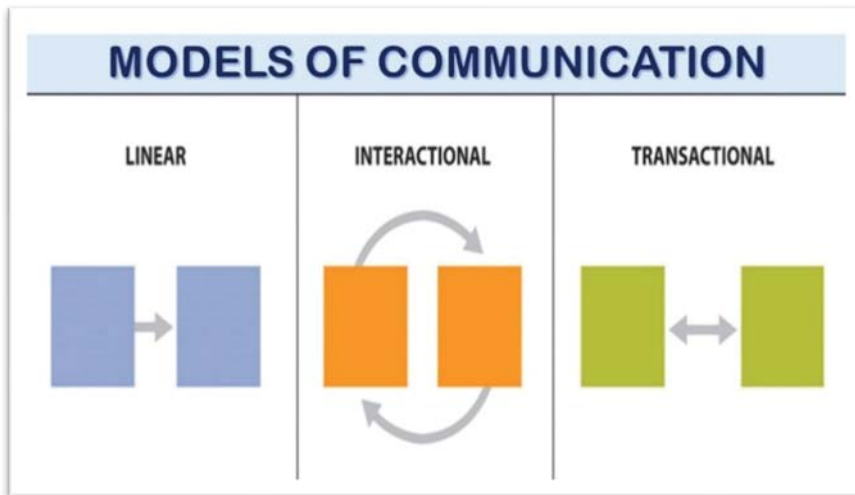 MODELS OF COMMUNICATION
LINEAR
INTERACTIONAL
TRANSACTIONAL